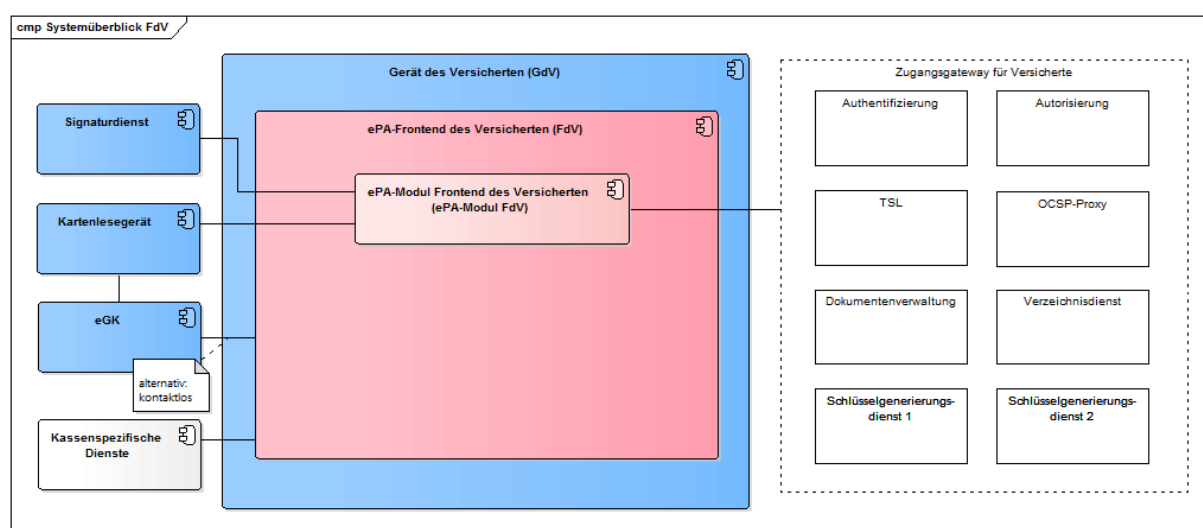 cmp Systemüberblick FdV
Gerät des Versicherten (GdV)
Zugangsgateway für Versicherte
Signaturdienst
ePA-Frontend des Versicherten (FdV)
Authentifizierung
Autorisierung
ePA-Modul Frontend des Versicherten
(ePA-Modul FdV)
Kartenlesegerät
TSL
OCSP-Proxy
eGK
alternativ:
kontaktlos
Dokumentenverwaltung
Verzeichnisdienst
Kassenspezifische
Dienste
Schlüsselgenerierungs-
dienst 1
Schlüsselgenerierungs-
dienst 2